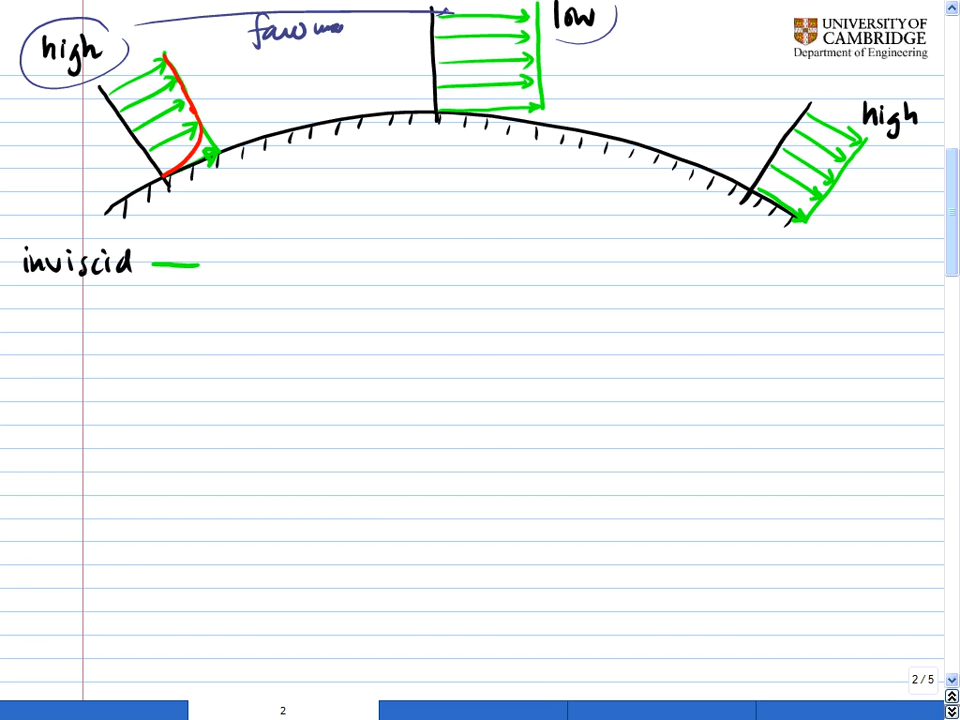 high
low
UNIVERSITY OF
CAMBRIDGE
Department of Engineering
high
inviscid
2 / 5
2